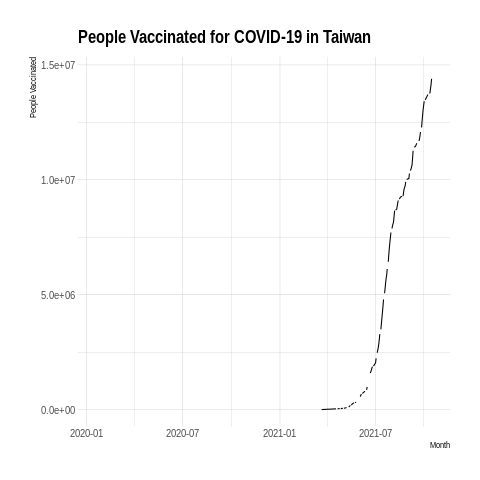 People Vaccinated for COVID-19 in Taiwan
People Vaccinated
1.5e+07
1.0e+07
5.0e+06
0.0e+00
2020-01 2020-07 2021-01 2021-07
Month